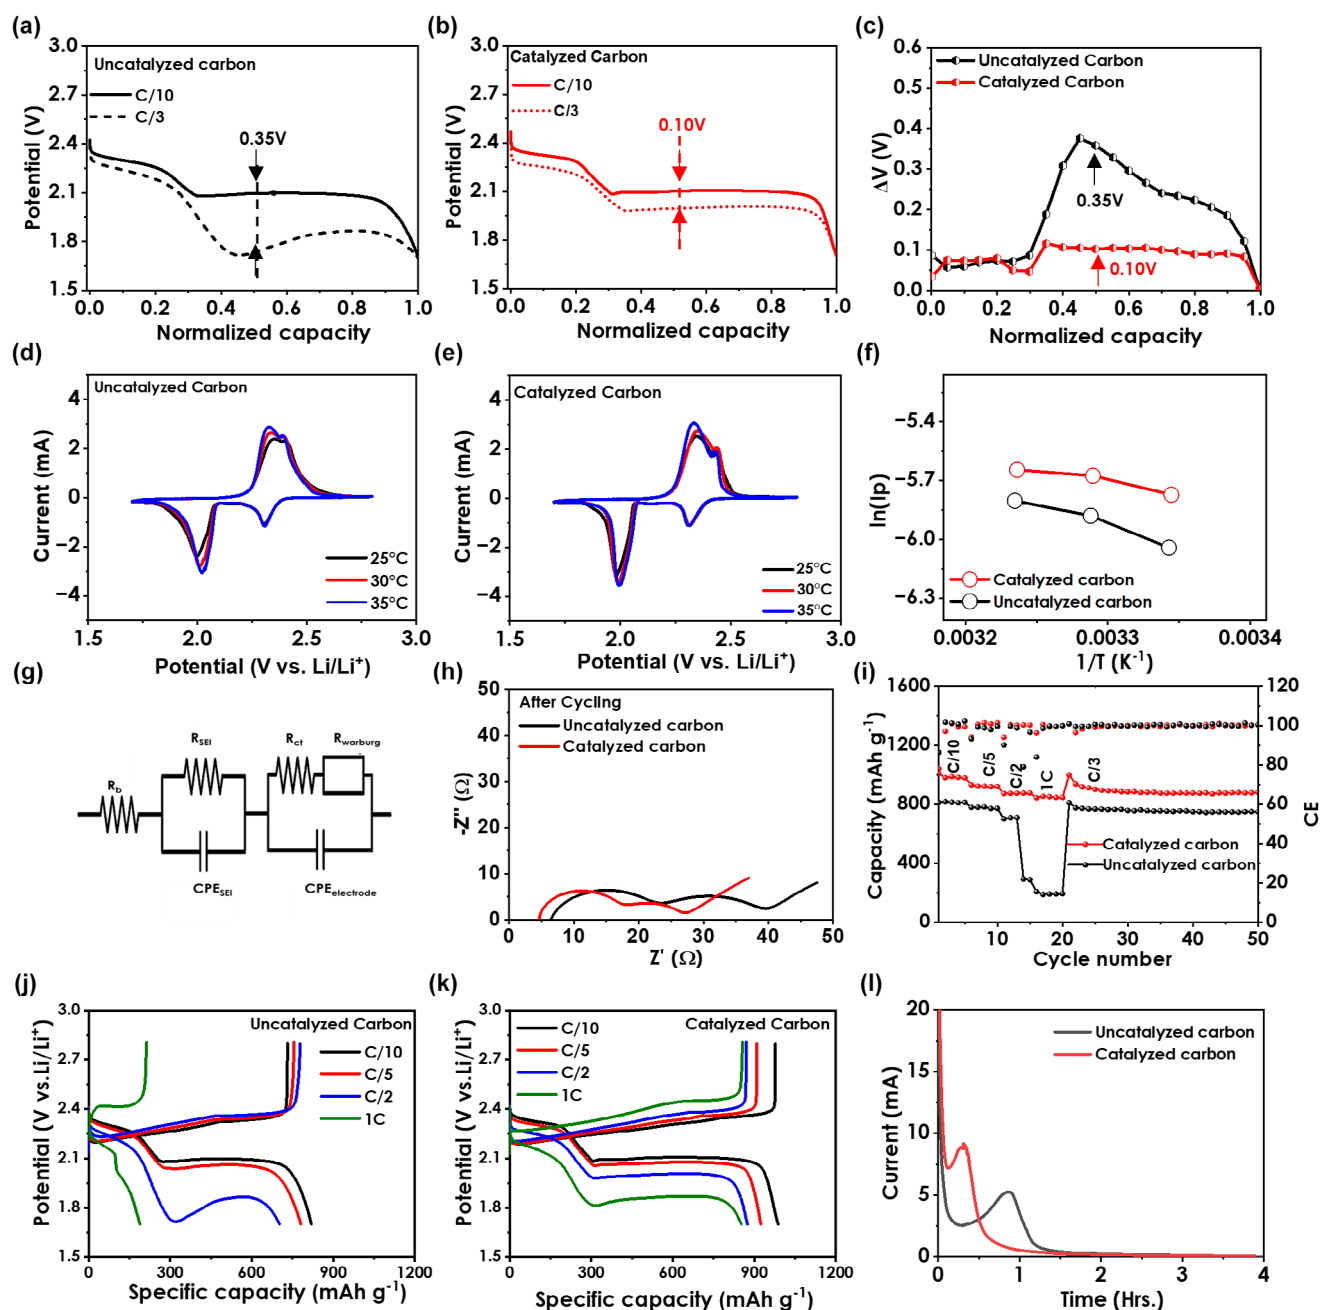 (a)
3.0
2.7
2.4
2.1
1.8
1.5
Potential (V)
Uncatalyzed carbon
C/10
C/3
0.35V
0.0 0.2 0.4 0.6 0.8 1.0
Normalized capacity
(b)
3.0
2.7
2.4
2.1
1.8
1.5
Potential (V)
Catalyzed Carbon
C/10
C/3
0.10V
0.0 0.2 0.4 0.6 0.8 1.0
Normalized capacity
(c)
0.6
0.5
0.4
0.3
0.2
0.1
0.0
ΔV (V)
Uncatalyzed Carbon
Catalyzed Carbon
0.35V
0.10V
0.0 0.2 0.4 0.6 0.8 1.0
Normalized capacity
(d)
4
2
0
−2
−4
Current (mA)
Uncatalyzed Carbon
25°C
30°C
35°C
1.5 2.0 2.5 3.0
Potential (V vs. Li/Li⁺)
(e)
4
2
0
−2
−4
Current (mA)
Catalyzed Carbon
25°C
30°C
35°C
1.5 2.0 2.5 3.0
Potential (V vs. Li/Li⁺)
(f)
−5.4
−5.7
−6.0
−6.3
ln(Ip)
Catalyzed carbon
Uncatalyzed carbon
0.0032 0.0033 0.0034
1/T (K⁻¹)
(g)
R_b
R_SEI
CPE_SEI
R_ct
R_warburg
CPE_electrode
(h)
50
40
30
20
10
0
-Z'' (Ω)
After Cycling
Uncatalyzed carbon
Catalyzed carbon
0 10 20 30 40 50
Z' (Ω)
(i)
1600
1200
800
400
0
Capacity (mAh g⁻¹)
C/10
C/5
C/2
1C
C/3
Catalyzed carbon
Uncatalyzed carbon
120
100
80
60
40
20
0
CE
10 20 30 40 50
Cycle number
(j)
3.0
2.7
2.4
2.1
1.8
1.5
Potential (V vs.Li/Li⁺)
Uncatalyzed Carbon
C/10
C/5
C/2
1C
0 300 600 900 1200
Specific capacity (mAh g⁻¹)
(k)
3.0
2.7
2.4
2.1
1.8
1.5
Potential (V vs.Li/Li⁺)
Catalyzed Carbon
C/10
C/5
C/2
1C
0 300 600 900 1200
Specific capacity (mAh g⁻¹)
(l)
20
15
10
5
0
Current (mA)
Uncatalyzed carbon
Catalyzed carbon
0 1 2 3 4
Time (Hrs.)